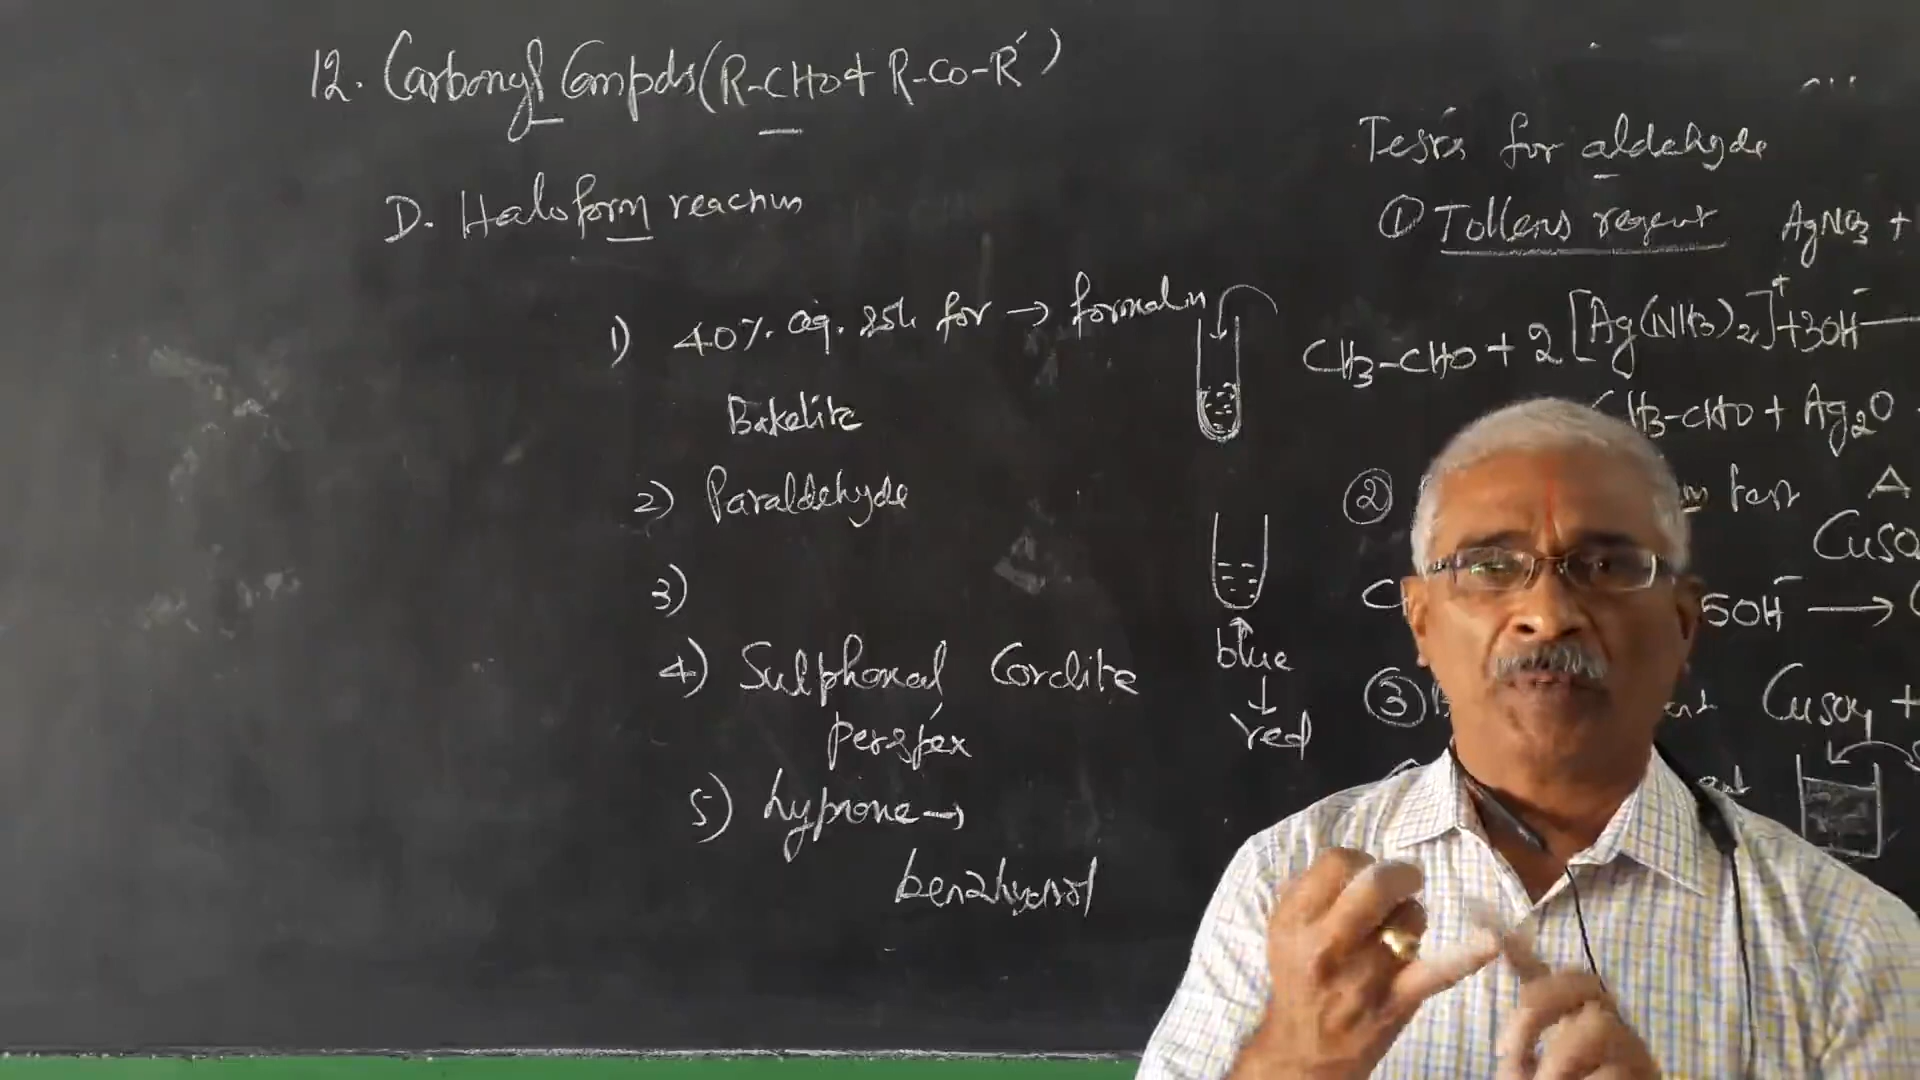 12. Carbonyl Compds (R-CHO + R-CO-R')
D. Haloform reaction
1) 40% aq. soln for → formalin
Bakelite
2) Paraldehyde
3)
4) Sulphonal Cordite
perspex
5) hypnone →
benzhydrol
blue
↓
red
Tests for aldehyde
① Tollens regent AgNO3 +
CH3-CHO + 2[Ag(NH3)2]+ + 3OH-
CH3-CHO + Ag2O
② test A
CuSO
5OH- →
③ CuSO4 +